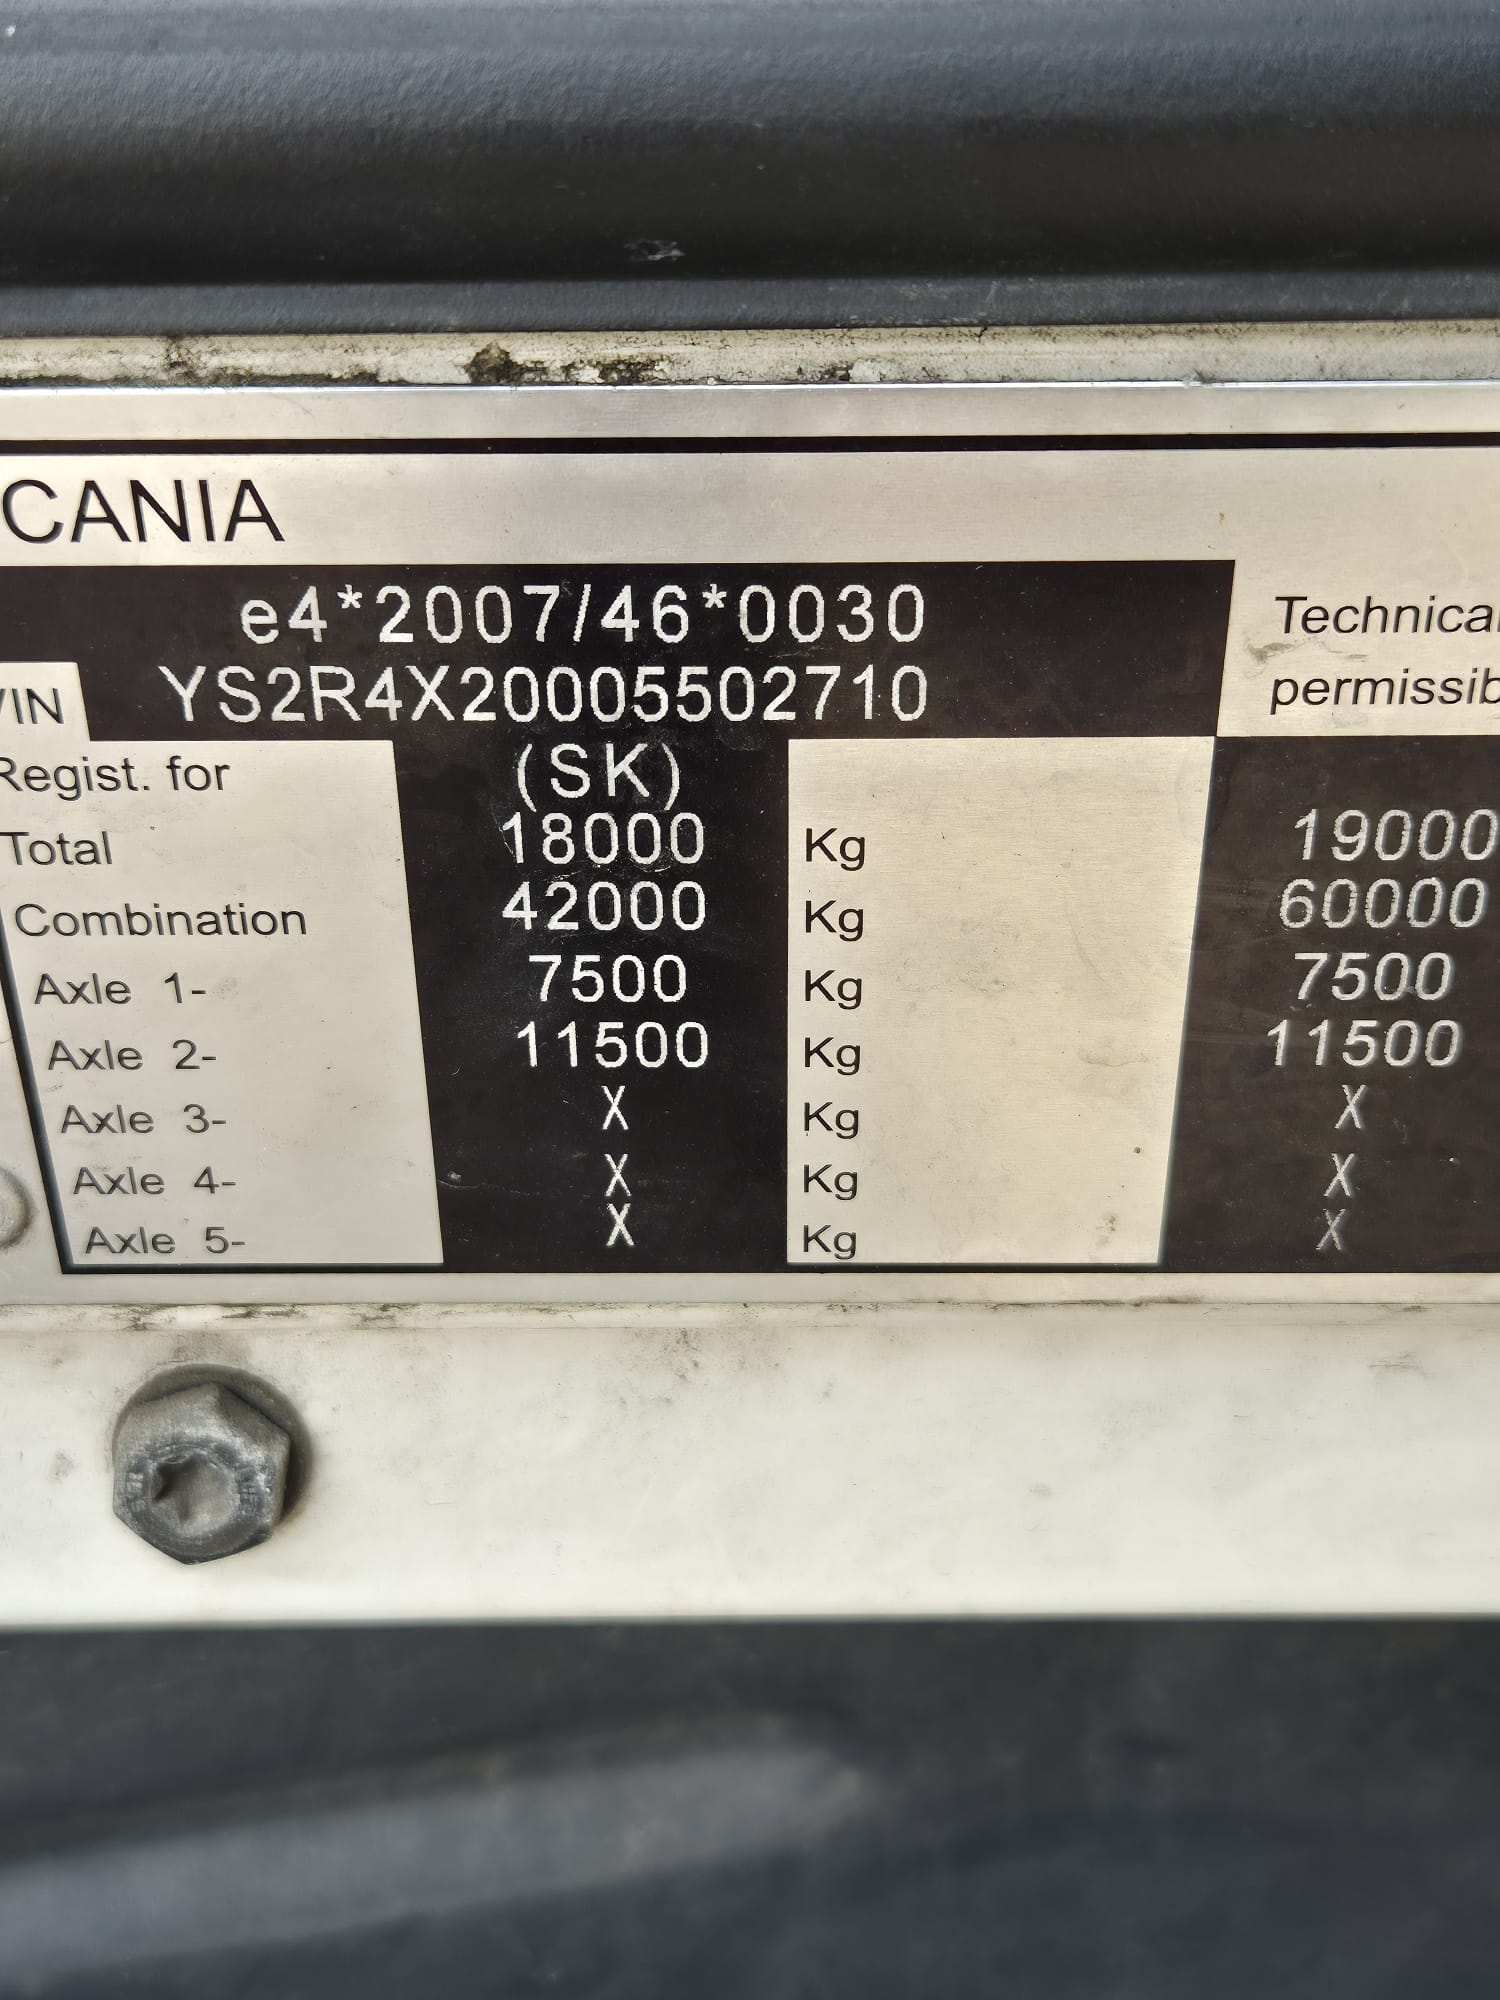 CANIA
e4*2007/46*0030
Technical
permissib
VIN YS2R4X20005502710
Regist. for (SK)
Total 18000 Kg 19000
Combination 42000 Kg 60000
Axle 1- 7500 Kg 7500
Axle 2- 11500 Kg 11500
Axle 3- X Kg X
Axle 4- X Kg X
Axle 5- X Kg X